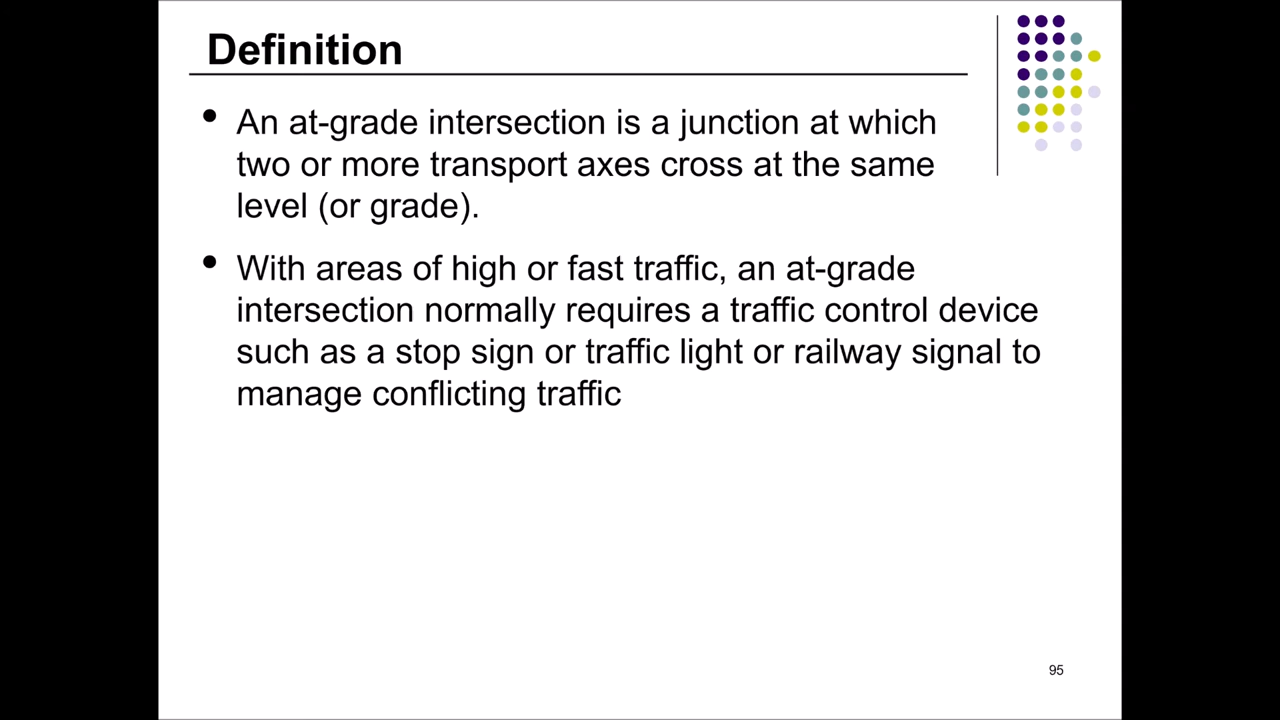 Definition
• An at-grade intersection is a junction at which
two or more transport axes cross at the same
level (or grade).
• With areas of high or fast traffic, an at-grade
intersection normally requires a traffic control device
such as a stop sign or traffic light or railway signal to
manage conflicting traffic
95